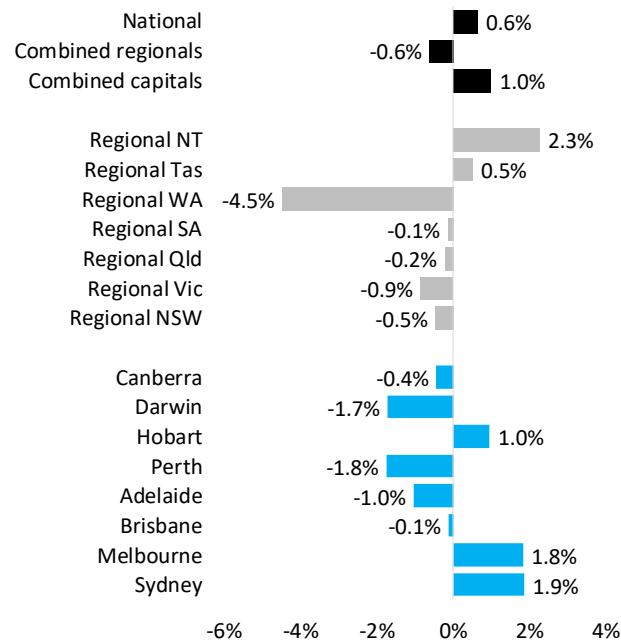 National 0.6%
Combined regionals -0.6%
Combined capitals 1.0%
Regional NT 2.3%
Regional Tas 0.5%
Regional WA -4.5%
Regional SA -0.1%
Regional Qld -0.2%
Regional Vic -0.9%
Regional NSW -0.5%
Canberra -0.4%
Darwin -1.7%
Hobart 1.0%
Perth -1.8%
Adelaide -1.0%
Brisbane -0.1%
Melbourne 1.8%
Sydney 1.9%
-6% -4% -2% 0% 2% 4%